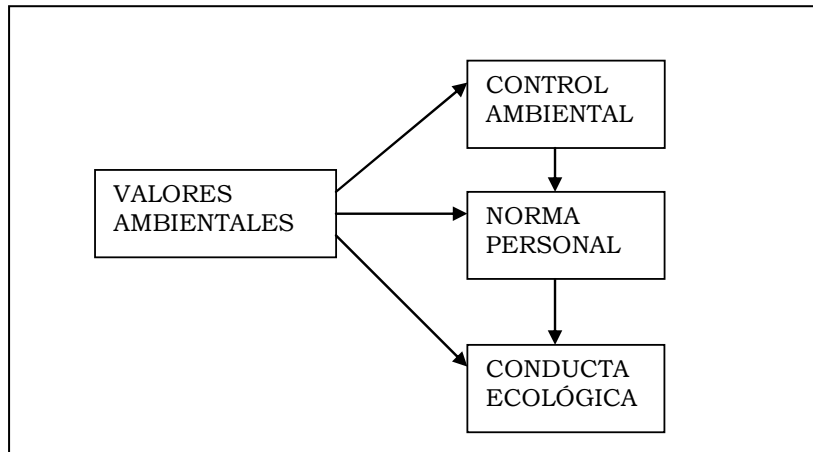 CONTROL
AMBIENTAL
VALORES
AMBIENTALES
NORMA
PERSONAL
CONDUCTA
ECOLÓGICA